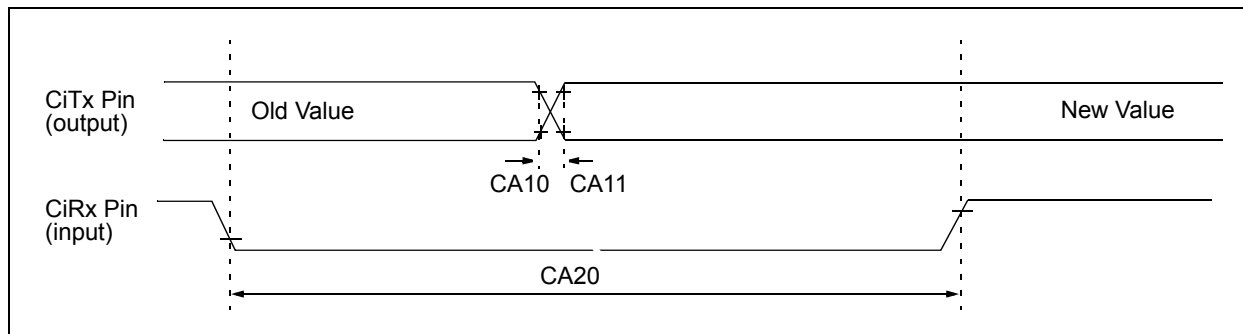 CiTx Pin
(output)
Old Value
New Value
CA10 CA11
CiRx Pin
(input)
CA20